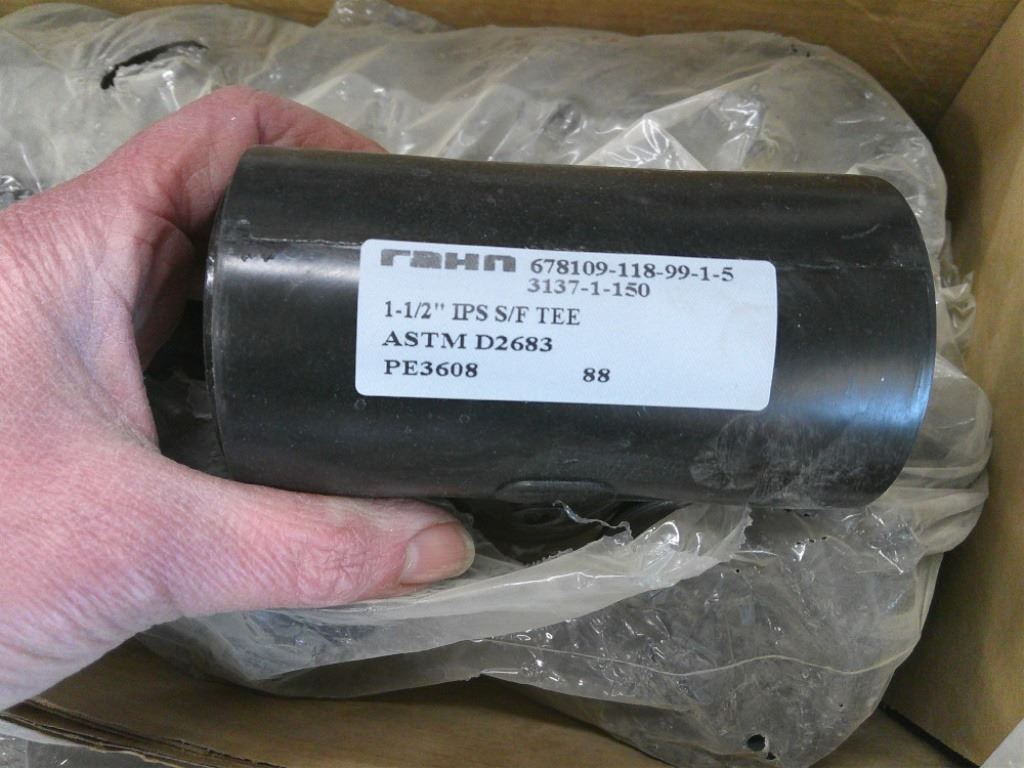 rahn 678109-118-99-1-5
3137-1-150
1-1/2" IPS S/F TEE
ASTM D2683
PE3608 88